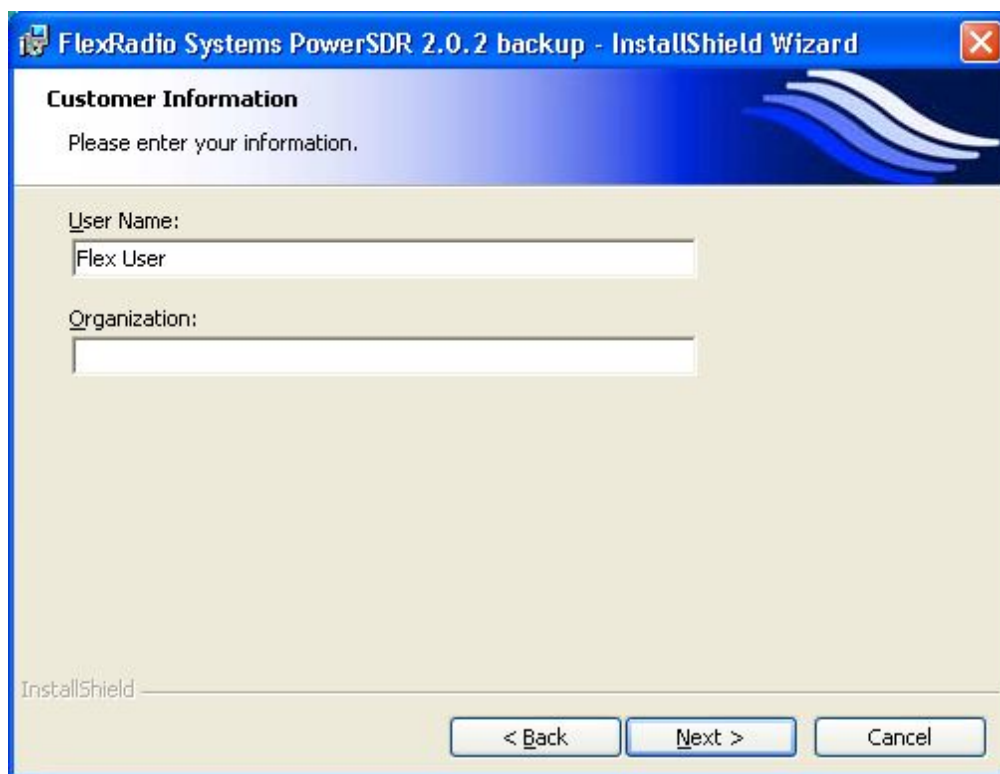 FlexRadio Systems PowerSDR 2.0.2 backup - InstallShield Wizard
Customer Information
Please enter your information.
User Name:
Flex User
Organization:
InstallShield
< Back Next > Cancel